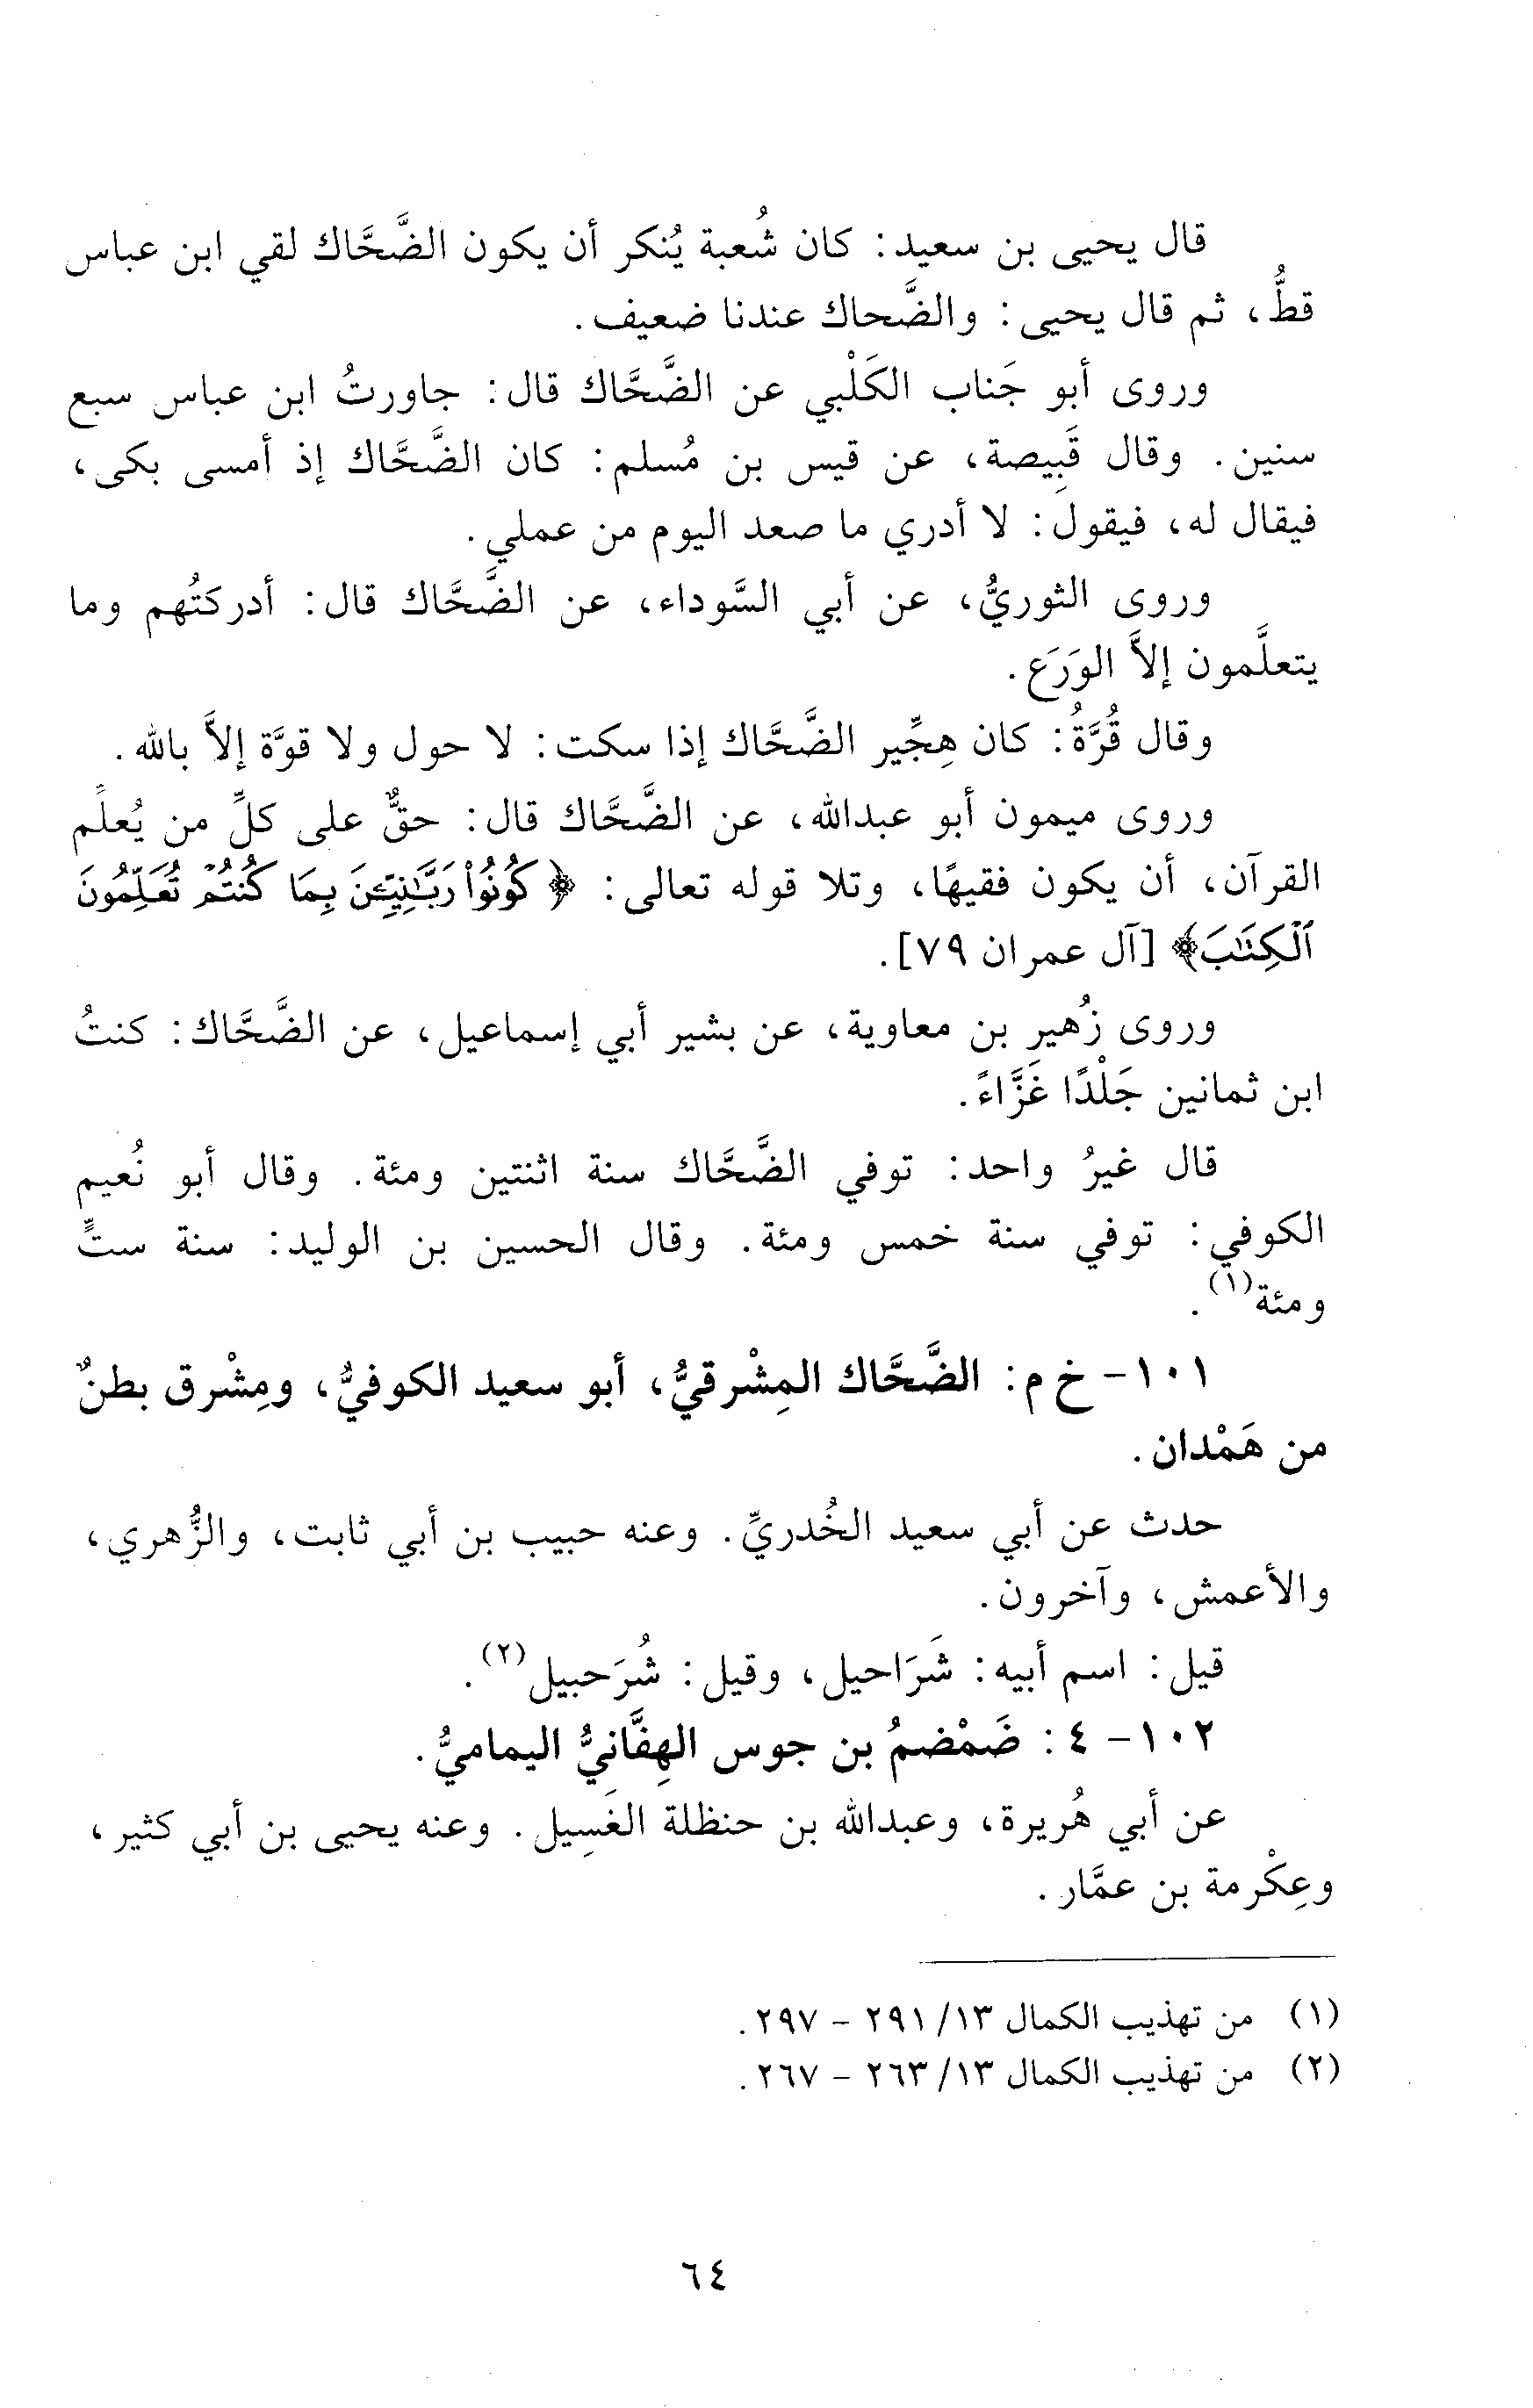 قال يحيى بن سعيد: كان شُعبة يُنكر أن يكون الضَّحَّاك لقي ابن عباس
قطُّ، ثم قال يحيى: والضَّحاك عندنا ضعيف.
وروى أبو جَناب الكَلْبي عن الضَّحَّاك قال: جاورتُ ابن عباس سبع
سنين. وقال قَبِيصة، عن قيس بن مُسلم: كان الضَّحَّاك إذ أمسى بكى،
فيقال له، فيقول: لا أدري ما صعد اليوم من عملي.
وروى الثوريُّ، عن أبي السَّوداء، عن الضَّحَّاك قال: أدركتُهم وما
يتعلَّمون إلاَّ الوَرَع.
وقال قُرَّةُ: كان هِجِّير الضَّحَّاك إذا سكت: لا حول ولا قوَّة إلاَّ بالله.
وروى ميمون أبو عبدالله، عن الضَّحَّاك قال: حقٌّ على كلِّ من يُعلِّم
القرآن، أن يكون فقيهًا، وتلا قوله تعالى: ﴿ كُونُوا۟ رَبَّـٰنِيِّـۧنَ بِمَا كُنتُمْ تُعَلِّمُونَ
ٱلْكِتَـٰبَ﴾ [آل عمران ٧٩].
وروى زُهير بن معاوية، عن بشير أبي إسماعيل، عن الضَّحَّاك: كنتُ
ابن ثمانين جَلْدًا غَزَّاءً.
قال غيرُ واحد: توفي الضَّحَّاك سنة اثنتين ومئة. وقال أبو نُعيم
الكوفي: توفي سنة خمس ومئة. وقال الحسين بن الوليد: سنة ستٍّ
ومئة(١).
١٠١- خ م: الضَّحَّاك المِشْرقيُّ، أبو سعيد الكوفيُّ، ومِشْرق بطنٌ
من هَمْدان.
حدث عن أبي سعيد الخُدريِّ. وعنه حبيب بن أبي ثابت، والزُّهري،
والأعمش، وآخرون.
قيل: اسم أبيه: شَرَاحيل، وقيل: شُرَحبيل(٢).
١٠٢- ٤: ضَمْضمُ بن جوس الهِفَّانيُّ اليماميُّ.
عن أبي هُريرة، وعبدالله بن حنظلة الغَسِيل. وعنه يحيى بن أبي كثير،
وعِكْرمة بن عمَّار.
(١) من تهذيب الكمال ١٣/ ٢٩١ - ٢٩٧.
(٢) من تهذيب الكمال ١٣/ ٢٦٣ - ٢٦٧.
٦٤